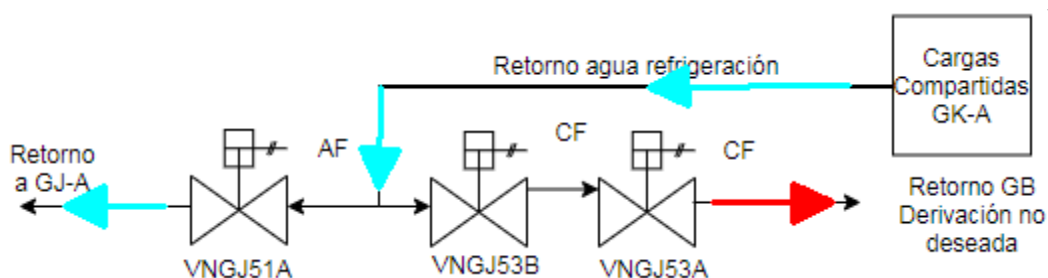 Cargas
Compartidas
GK-A
Retorno agua refrigeración
Retorno
a GJ-A
AF
CF
CF
Retorno GB
Derivación no
deseada
VNGJ51A
VNGJ53B
VNGJ53A